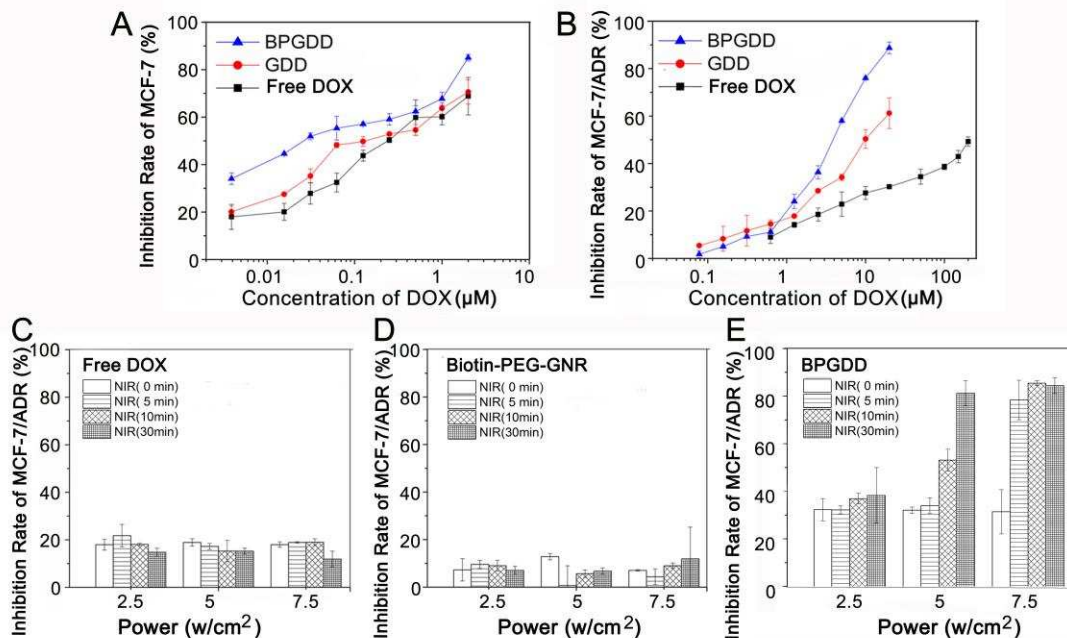 A
Inhibition Rate of MCF-7 (%)
100
80
60
40
20
0
BPGDD
GDD
Free DOX
0.01
0.1
1
Concentration of DOX (μM)
B
Inhibition Rate of MCF-7/ADR (%)
100
80
60
40
20
0
BPGDD
GDD
Free DOX
0.1
1
10
100
Concentration of DOX (μM)
C
Inhibition Rate of MCF-7/ADR (%)
100
80
60
40
20
0
Free DOX
NIR( 0 min)
NIR( 5 min)
NIR(10min)
NIR(30min)
2.5
5
7.5
Power (w/cm²)
D
Inhibition Rate of MCF-7/ADR (%)
100
80
60
40
20
0
Biotin-PEG-GNR
NIR( 0 min)
NIR( 5 min)
NIR(10min)
NIR(30min)
2.5
5
7.5
Power (w/cm²)
E
Inhibition Rate of MCF-7/ADR (%)
100
80
60
40
20
0
BPGDD
NIR( 0 min)
NIR( 5 min)
NIR(10min)
NIR(30min)
2.5
5
7.5
Power (w/cm²)